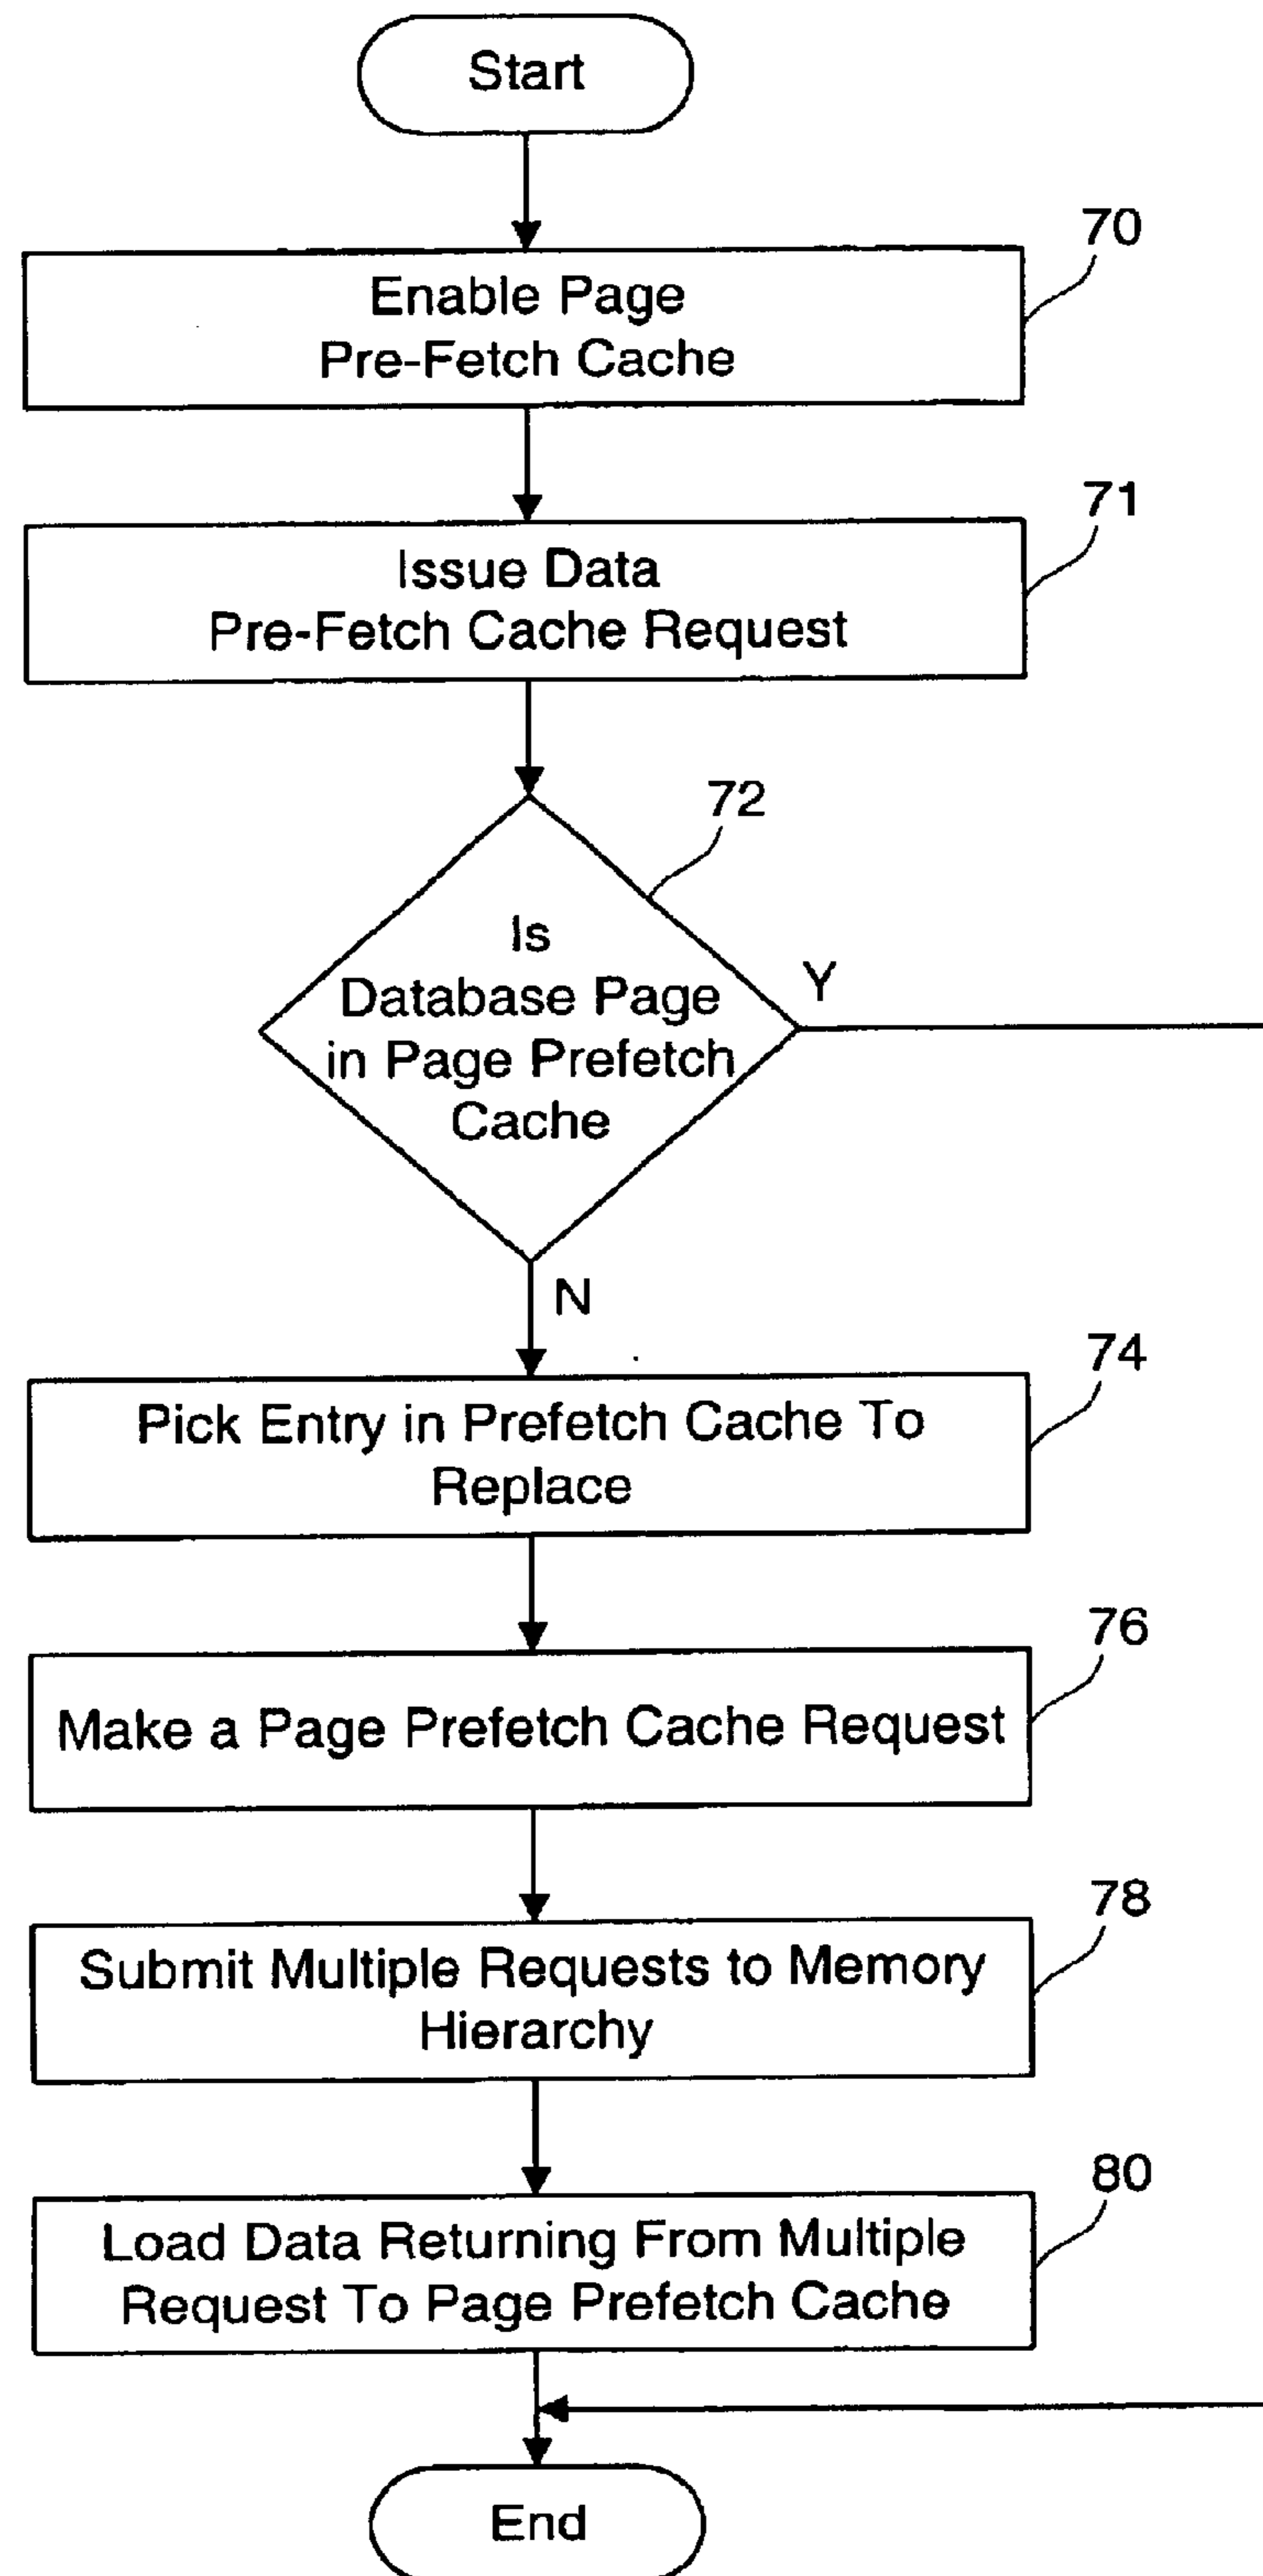 Start
70
Enable Page
Pre-Fetch Cache
71
Issue Data
Pre-Fetch Cache Request
72
Is
Database Page
in Page Prefetch
Cache
Y
N
74
Pick Entry in Prefetch Cache To
Replace
76
Make a Page Prefetch Cache Request
78
Submit Multiple Requests to Memory
Hierarchy
80
Load Data Returning From Multiple
Request To Page Prefetch Cache
End